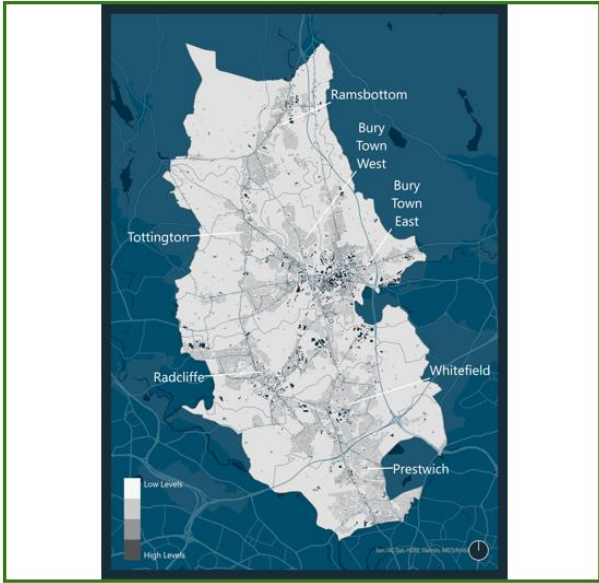 Ramsbottom
Bury
Town
West
Bury
Town
East
Tottington
Radcliffe
Whitefield
Prestwich
Low Levels
High Levels